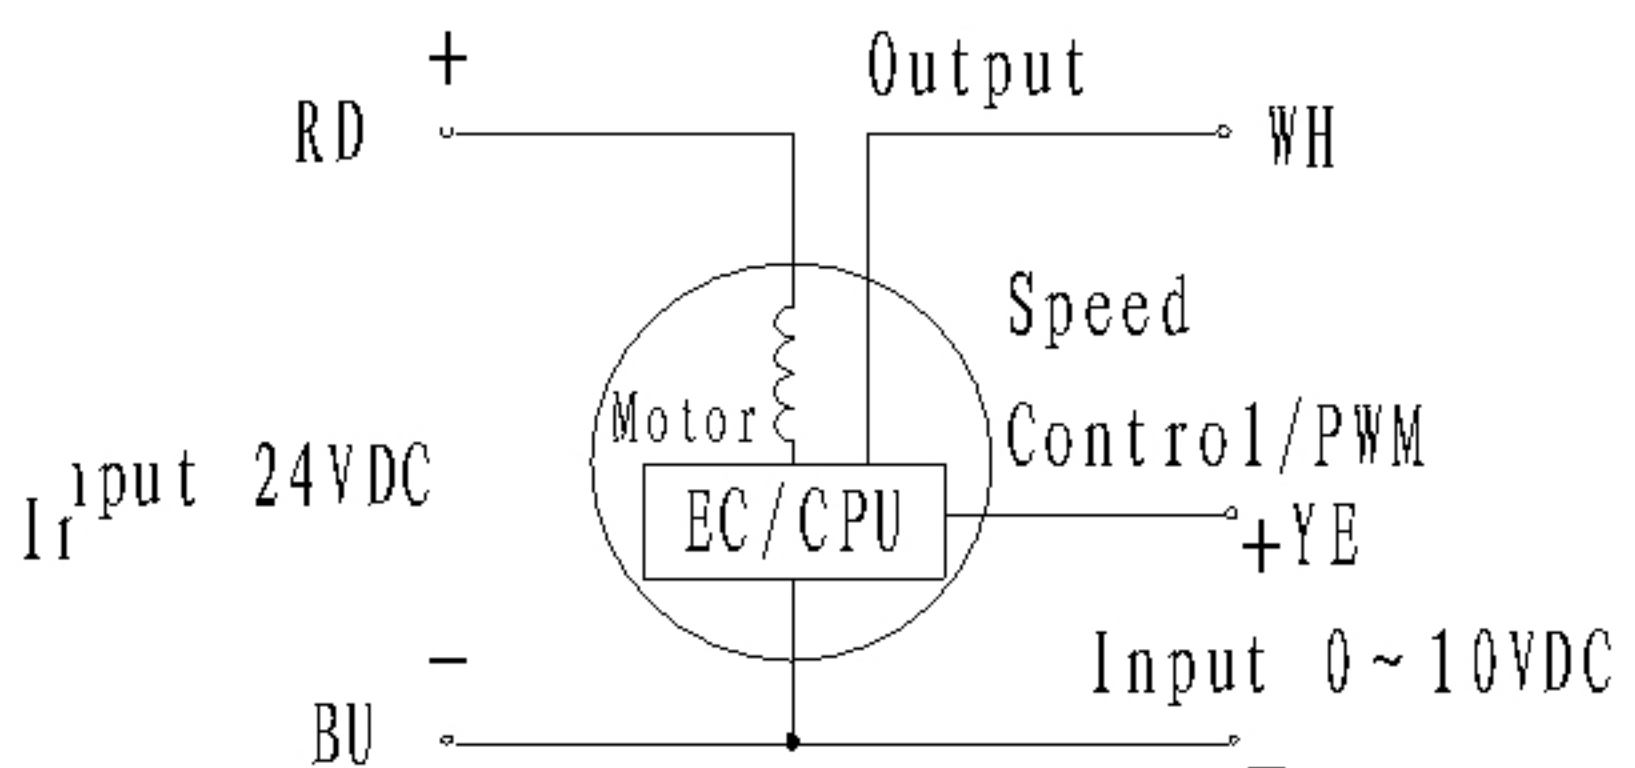 +
Output
RD
WH
Speed
Motor
Control/PWM
Input 24VDC
EC/CPU
+YE
−
Input 0~10VDC
BU
−